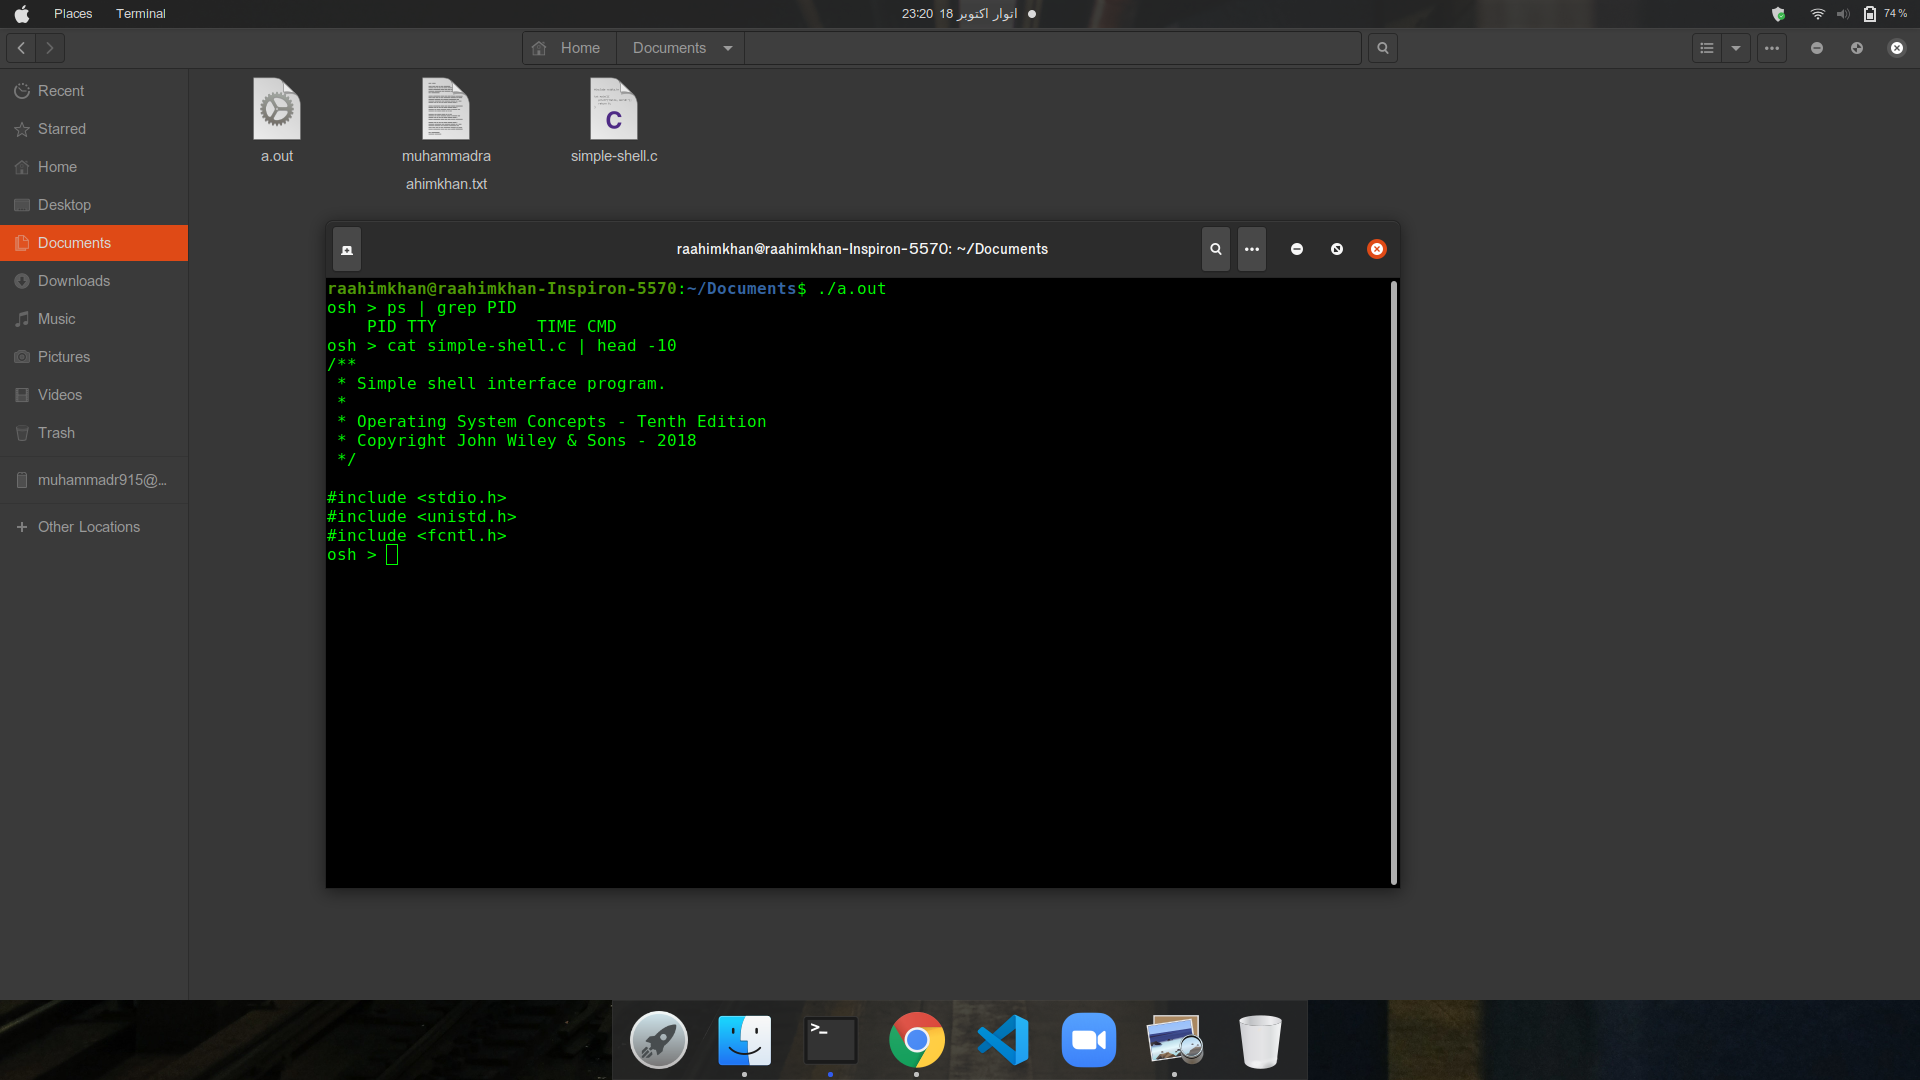 Places Terminal
23:20 18 اتوار اکتوبر
74 %
Home Documents
Recent
Starred
Home
Desktop
Documents
Downloads
Music
Pictures
Videos
Trash
muhammadr915@...
Other Locations
a.out
muhammadra
ahimkhan.txt
C
simple-shell.c
raahimkhan@raahimkhan-Inspiron-5570: ~/Documents
raahimkhan@raahimkhan-Inspiron-5570:~/Documents$ ./a.out
osh > ps | grep PID
    PID TTY          TIME CMD
osh > cat simple-shell.c | head -10
/**
 * Simple shell interface program.
 *
 * Operating System Concepts - Tenth Edition
 * Copyright John Wiley & Sons - 2018
 */
#include <stdio.h>
#include <unistd.h>
#include <fcntl.h>
osh >
>_